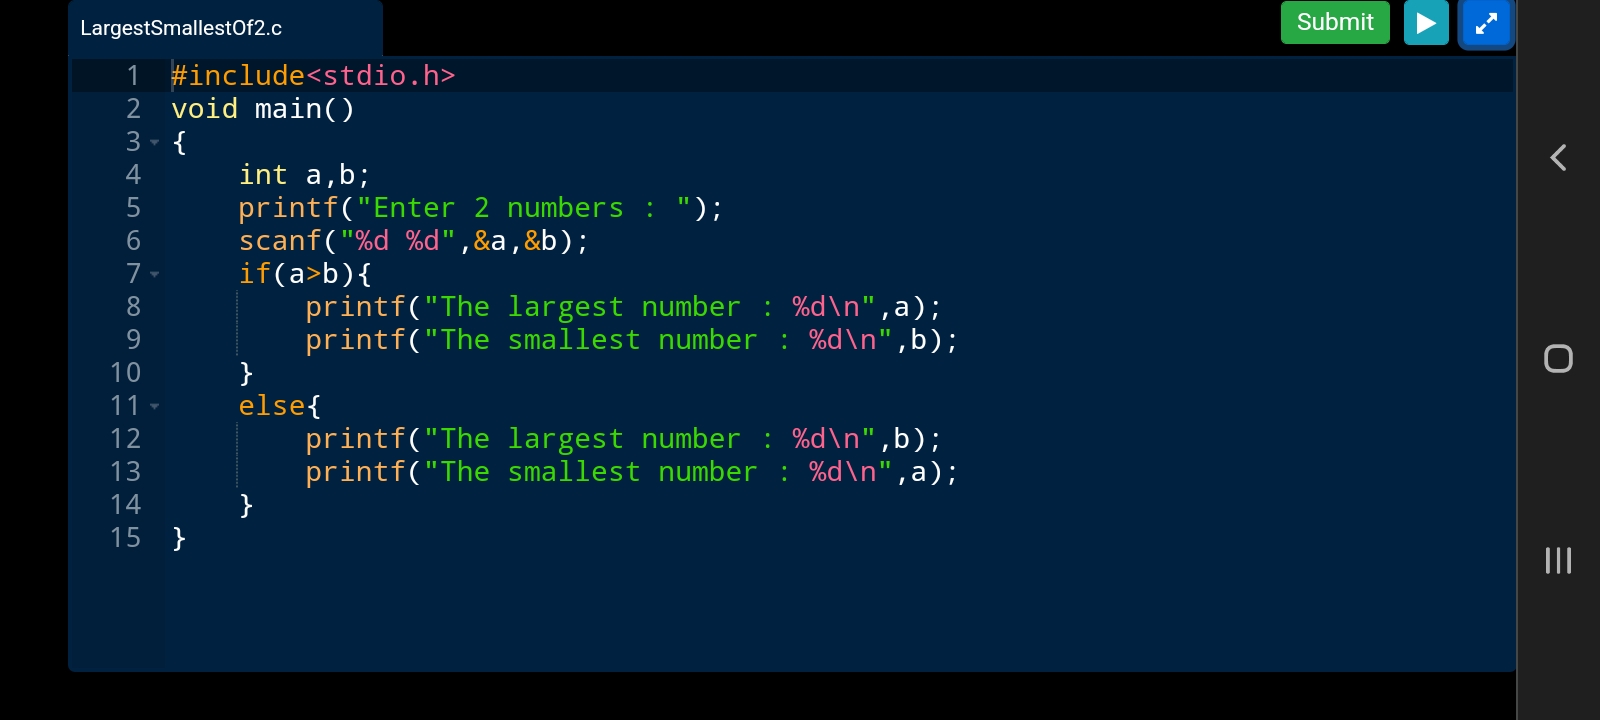 LargestSmallestOf2.c
Submit
1 #include<stdio.h>
2 void main()
3 {
4     int a,b;
5     printf("Enter 2 numbers : ");
6     scanf("%d %d",&a,&b);
7     if(a>b){
8         printf("The largest number : %d\n",a);
9         printf("The smallest number : %d\n",b);
10     }
11     else{
12         printf("The largest number : %d\n",b);
13         printf("The smallest number : %d\n",a);
14     }
15 }